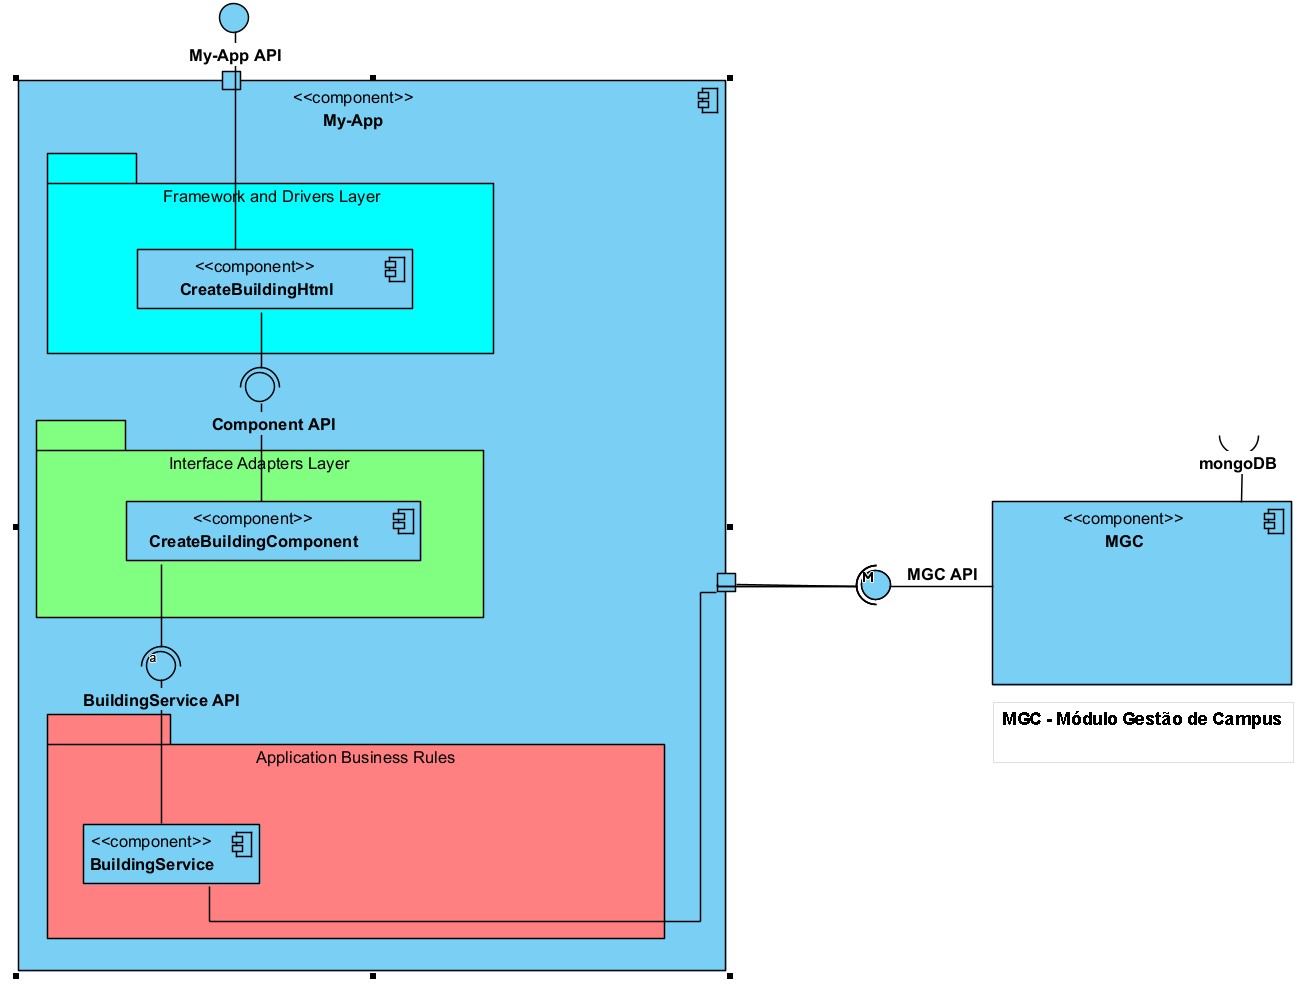 My-App API
<<component>>
My-App
Framework and Drivers Layer
<<component>>
CreateBuildingHtml
Component API
Interface Adapters Layer
<<component>>
CreateBuildingComponent
a
BuildingService API
Application Business Rules
<<component>>
BuildingService
M
MGC API
mongoDB
<<component>>
MGC
MGC - Módulo Gestão de Campus